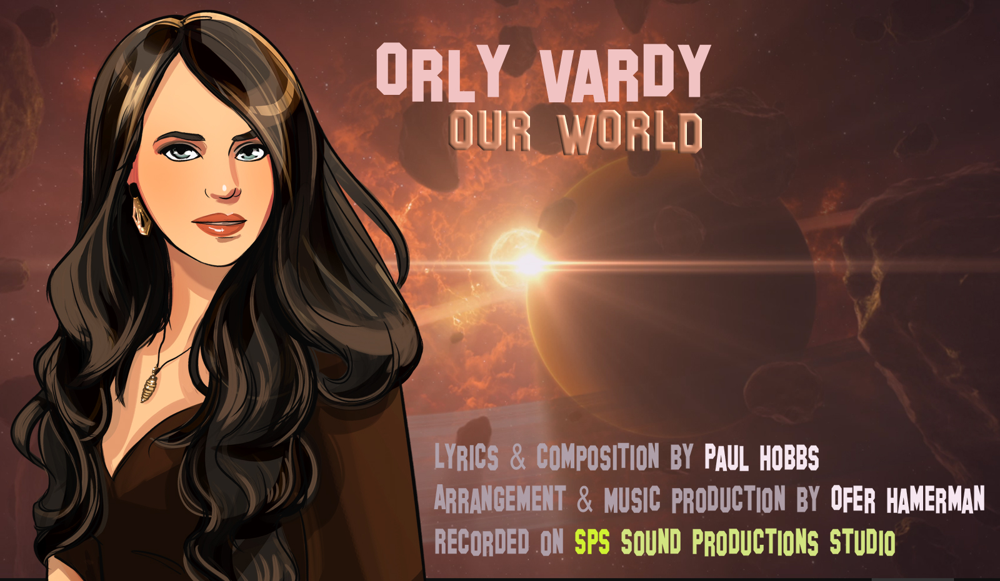 ORLY VARDY
OUR WORLD
LYRICS & COMPOSITION BY PAUL HOBBS
ARRANGEMENT & MUSIC PRODUCTION BY OFER HAMERMAN
RECORDED ON SPS SOUND PRODUCTIONS STUDIO